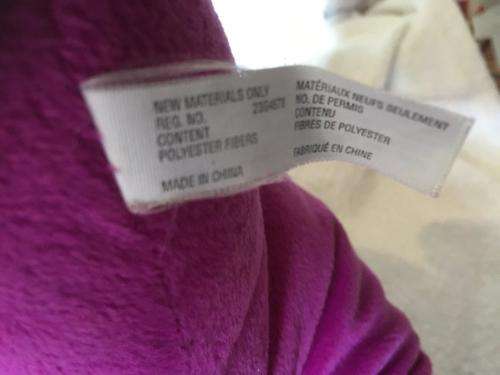 NEW MATERIALS ONLY
REG. NO.
CONTENT
POLYESTER FIBERS
MADE IN CHINA
MATÉRIAUX NEUFS SEULEMENT
NO. DE PERMIS
CONTENU
FIBRES DE POLYESTER
FABRIQUÉ EN CHINE